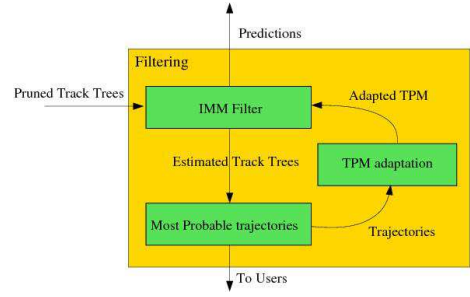 Predictions
Filtering
Pruned Track Trees
Adapted TPM
IMM Filter
Estimated Track Trees
TPM adaptation
Most Probable trajectories
Trajectories
To Users